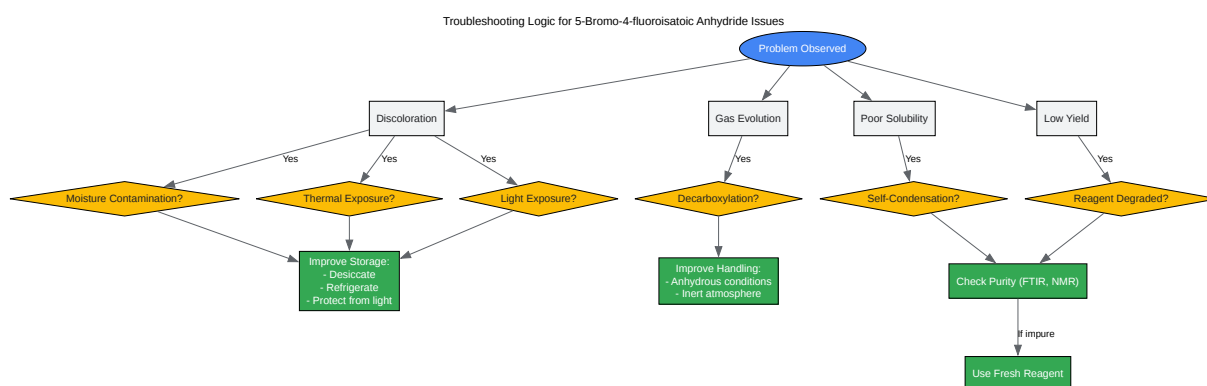 Troubleshooting Logic for 5-Bromo-4-fluoroisatoic Anhydride Issues
Problem Observed
Discoloration
Gas Evolution
Poor Solubility
Low Yield
Yes
Yes
Yes
Yes
Yes
Yes
Moisture Contamination?
Thermal Exposure?
Light Exposure?
Decarboxylation?
Self-Condensation?
Reagent Degraded?
Improve Storage:
- Desiccate
- Refrigerate
- Protect from light
Improve Handling:
- Anhydrous conditions
- Inert atmosphere
Check Purity (FTIR, NMR)
If impure
Use Fresh Reagent